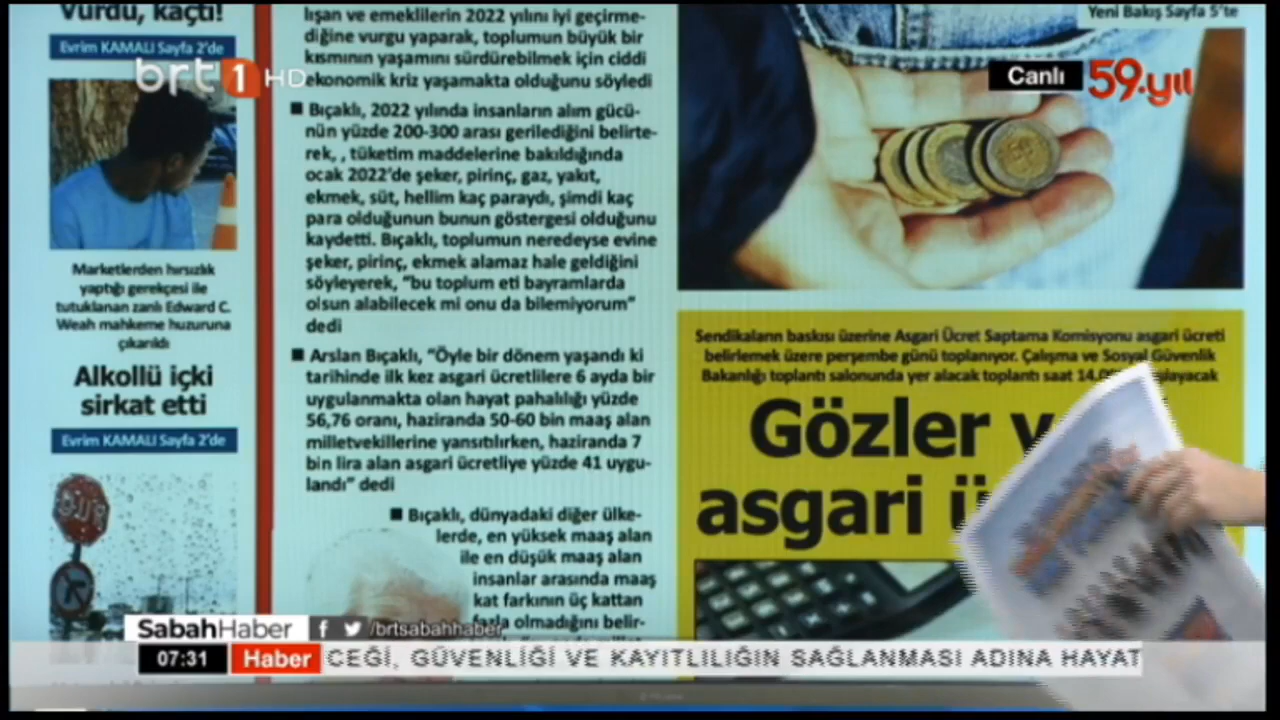 Vurdu, kaçtı!
Evrim KAMALI Sayfa 2'de
brt 1 HD
Marketlerden hırsızlık
yaptığı gerekçesi ile
tutuklanan zanlı Edward C.
Weah mahkeme huzuruna
çıkarıldı
Alkollü içki
sirkat etti
Evrim KAMALI Sayfa 2'de
lışan ve emeklilerin 2022 yılını iyi geçirme-
diğine vurgu yaparak, toplumun büyük bir
kısmının yaşamını sürdürebilmek için ciddi
ekonomik kriz yaşamakta olduğunu söyledi
■ Bıçaklı, 2022 yılında insanların alım gücü-
nün yüzde 200-300 arası gerilediğini belirte-
rek, , tüketim maddelerine bakıldığında
ocak 2022'de şeker, pirinç, gaz, yakıt,
ekmek, süt, hellim kaç paraydı, şimdi kaç
para olduğunun bunun göstergesi olduğunu
kaydetti. Bıçaklı, toplumun neredeyse evine
şeker, pirinç, ekmek alamaz hale geldiğini
söyleyerek, "bu toplum eti bayramlarda
olsun alabilecek mi onu da bilemiyorum"
dedi
■ Arslan Bıçaklı, "Öyle bir dönem yaşandı ki
tarihinde ilk kez asgari ücretlilere 6 ayda bir
uygulanmakta olan hayat pahalılığı yüzde
56,76 oranı, haziranda 50-60 bin maaş alan
milletvekillerine yansıtılırken, haziranda 7
bin lira alan asgari ücretliye yüzde 41 uygu-
landı" dedi
■ Bıçaklı, dünyadaki diğer ülke-
lerde, en yüksek maaş alan
ile en düşük maaş alan
insanlar arasında maaş
kat farkının üç kattan
fazla olmadığını belir-
Yeni Bakış Sayfa 5'te
Canlı 59.yıl
Sendikaların baskısı üzerine Asgari Ücret Saptama Komisyonu asgari ücreti
belirlemek üzere perşembe günü toplanıyor. Çalışma ve Sosyal Güvenlik
Bakanlığı toplantı salonunda yer alacak toplantı saat
Gözler
asgari
SabahHaber /brtsabahhaber
07:31 Haber CEĞİ, GÜVENLİĞİ VE KAYITLILIĞIN SAĞLANMASI ADINA HAYAT